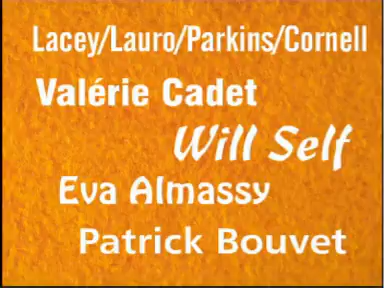 Lacey/Lauro/Parkins/Cornell
Valérie Cadet
Will Self
Eva Almassy
Patrick Bouvet